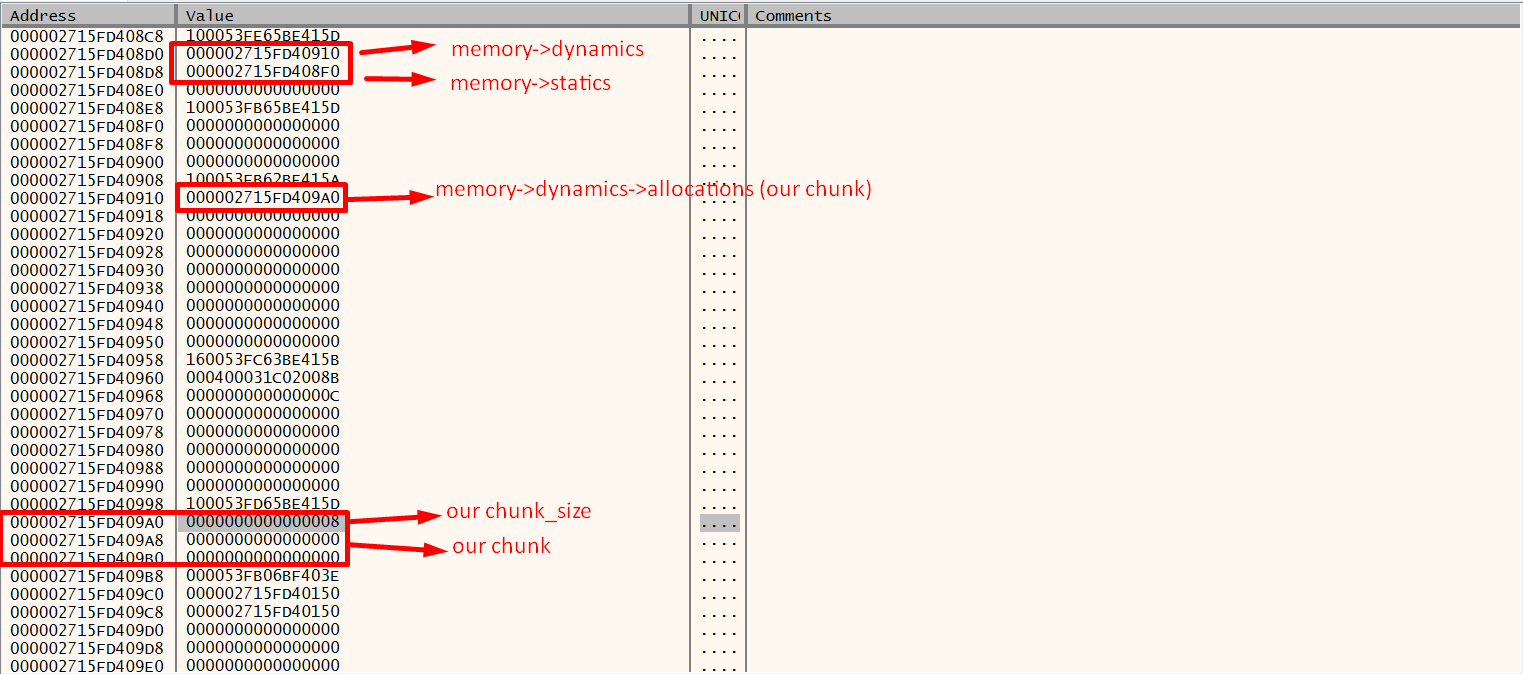 Address Value UNIC Comments
000002715FD408C8 100053FE65BE415D ....
000002715FD408D0 000002715FD40910 .... memory->dynamics
000002715FD408D8 000002715FD408F0 .... memory->statics
000002715FD408E0 0000000000000000 ....
000002715FD408E8 100053FB65BE415D ....
000002715FD408F0 0000000000000000 ....
000002715FD408F8 0000000000000000 ....
000002715FD40900 0000000000000000 ....
000002715FD40908 100053FB62BE415A ....
000002715FD40910 000002715FD409A0 .... memory->dynamics->allocations (our chunk)
000002715FD40918 0000000000000000 ....
000002715FD40920 0000000000000000 ....
000002715FD40928 0000000000000000 ....
000002715FD40930 0000000000000000 ....
000002715FD40938 0000000000000000 ....
000002715FD40940 0000000000000000 ....
000002715FD40948 0000000000000000 ....
000002715FD40950 0000000000000000 ....
000002715FD40958 160053FC63BE415B ....
000002715FD40960 000400031C02008B ....
000002715FD40968 000000000000000C ....
000002715FD40970 0000000000000000 ....
000002715FD40978 0000000000000000 ....
000002715FD40980 0000000000000000 ....
000002715FD40988 0000000000000000 ....
000002715FD40990 0000000000000000 ....
000002715FD40998 100053FD65BE415D ....
000002715FD409A0 0000000000000008 .... our chunk_size
000002715FD409A8 0000000000000000 .... our chunk
000002715FD409B0 0000000000000000 ....
000002715FD409B8 000053FB06BF403E ....
000002715FD409C0 000002715FD40150 ....
000002715FD409C8 000002715FD40150 ....
000002715FD409D0 0000000000000000 ....
000002715FD409D8 0000000000000000 ....
000002715FD409E0 0000000000000000 ....